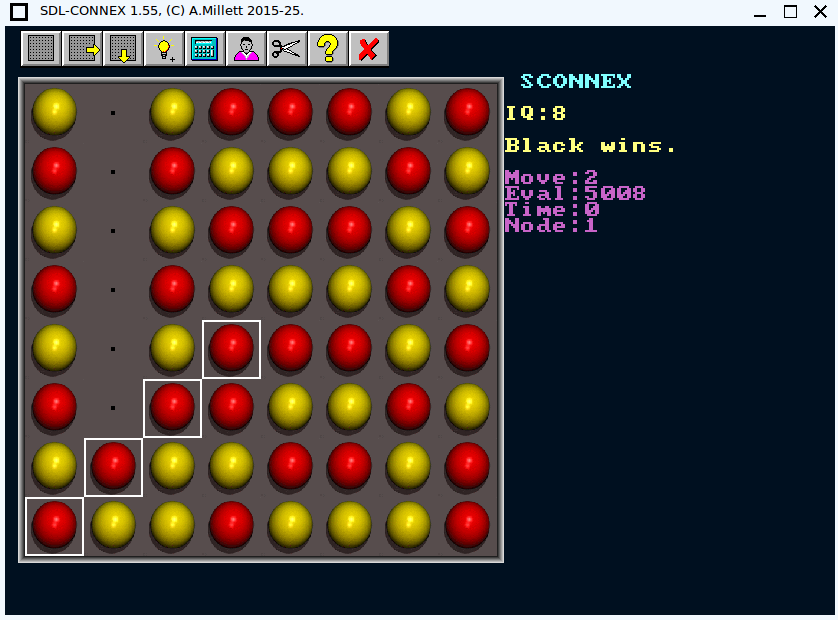 SDL-CONNEX 1.55, (C) A.Millett 2015-25.
SCONNEX
IQ:8
Black wins.
Move:2
Eval:5008
Time:0
Node:1